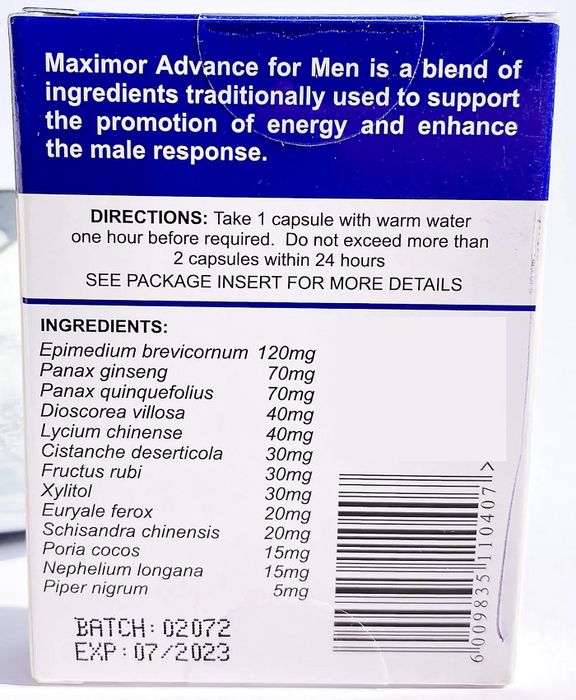 Maximor Advance for Men is a blend of
ingredients traditionally used to support
the promotion of energy and enhance
the male response.
DIRECTIONS: Take 1 capsule with warm water
one hour before required. Do not exceed more than
2 capsules within 24 hours
SEE PACKAGE INSERT FOR MORE DETAILS
INGREDIENTS:
Epimedium brevicornum 120mg
Panax ginseng 70mg
Panax quinquefolius 70mg
Dioscorea villosa 40mg
Lycium chinense 40mg
Cistanche deserticola 30mg
Fructus rubi 30mg
Xylitol 30mg
Euryale ferox 20mg
Schisandra chinensis 20mg
Poria cocos 15mg
Nephelium longana 15mg
Piper nigrum 5mg
BATCH: 02072
EXP: 07/2023
6 009835 110407 >